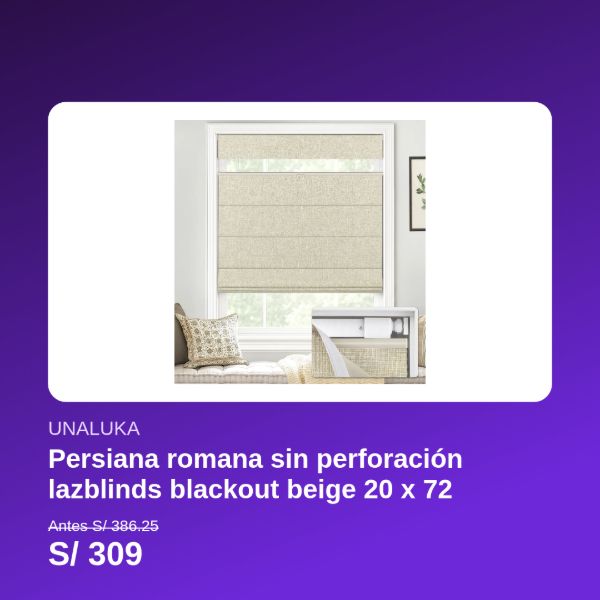 UNALUKA
Persiana romana sin perforación
lazblinds blackout beige 20 x 72
Antes S/ 386.25
S/ 309